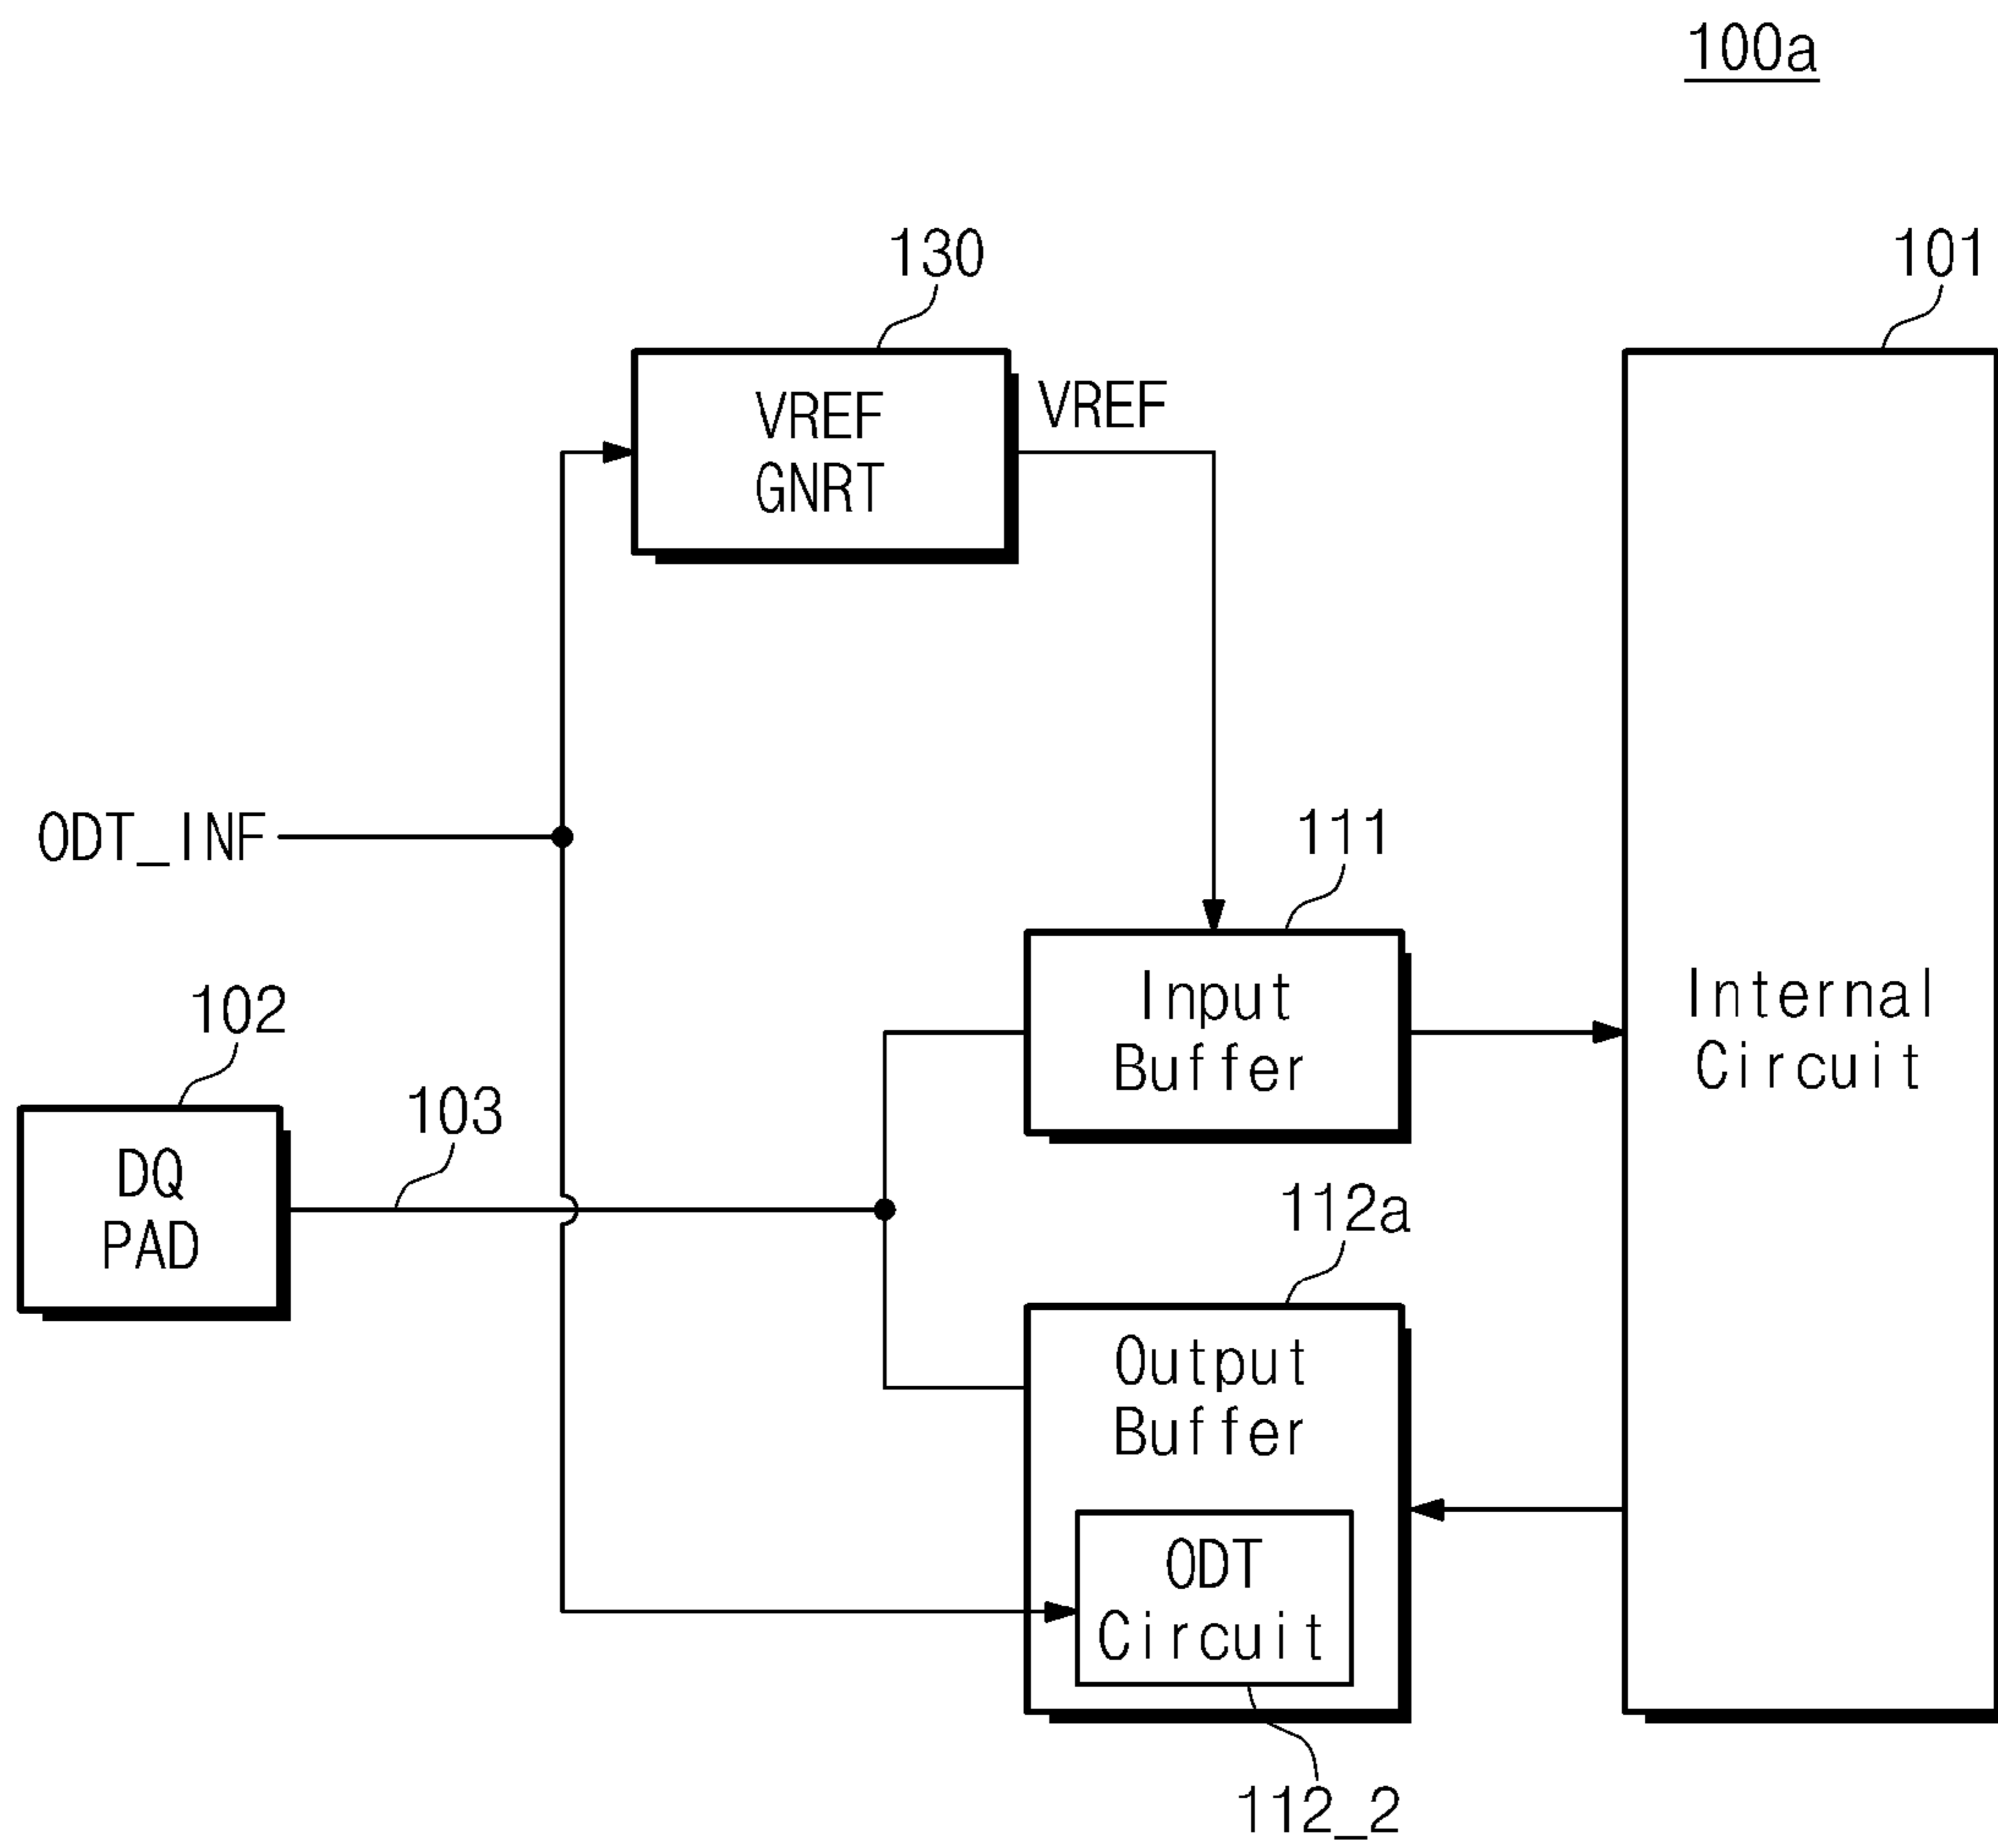 100a
130
101
VREF
GNRT
VREF
ODT_INF
111
Input
Buffer
Internal
Circuit
102
103
DQ
PAD
112a
Output
Buffer
ODT
Circuit
112_2